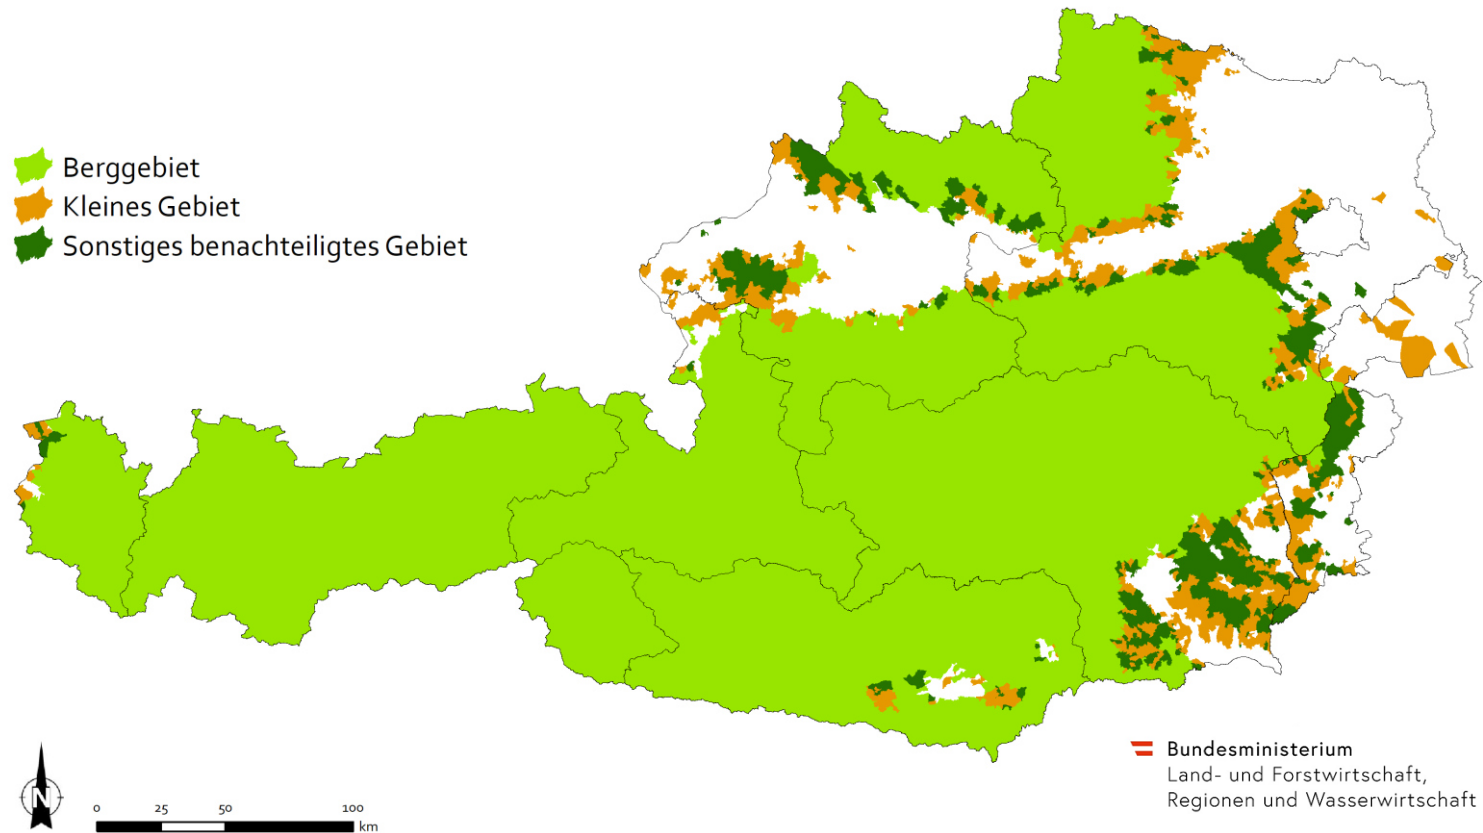 Berggebiet
Kleines Gebiet
Sonstiges benachteiligtes Gebiet
N
0 25 50 100
km
Bundesministerium
Land- und Forstwirtschaft,
Regionen und Wasserwirtschaft